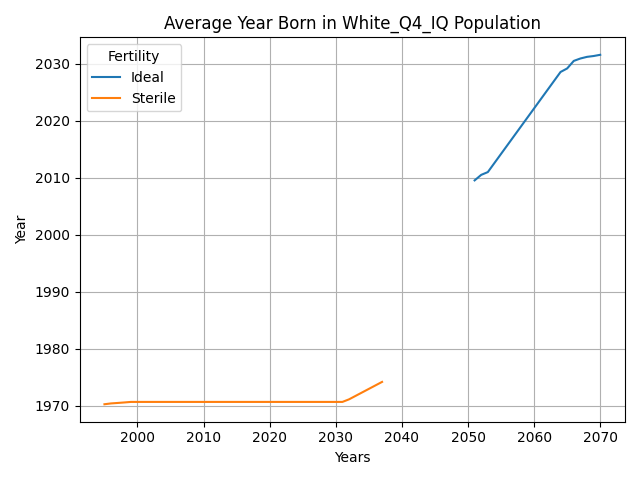 Average Year Born in White_Q4_IQ Population
Fertility
Ideal
Sterile
2030
2020
2010
2000
1990
1980
1970
Year
2000 2010 2020 2030 2040 2050 2060 2070
Years